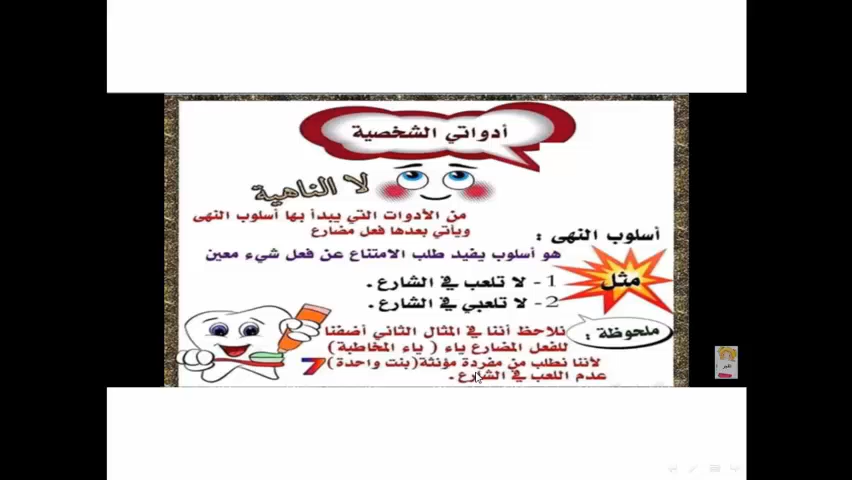 أدواتي الشخصية
لا الناهية
من الأدوات التي يبدأ بها أسلوب النهى
ويأتي بعدها فعل مضارع
أسلوب النهى :
هو أسلوب يفيد طلب الامتناع عن فعل شيء معين
مثل
1- لا تلعب في الشارع .
2- لا تلعبي في الشارع .
ملحوظة :
نلاحظ أننا في المثال الثاني أضفنا
للفعل المضارع ياء ( ياء المخاطبة )
لأننا نطلب من مفردة مؤنثة (بنت واحدة)
عدم اللعب في الشارع .
7